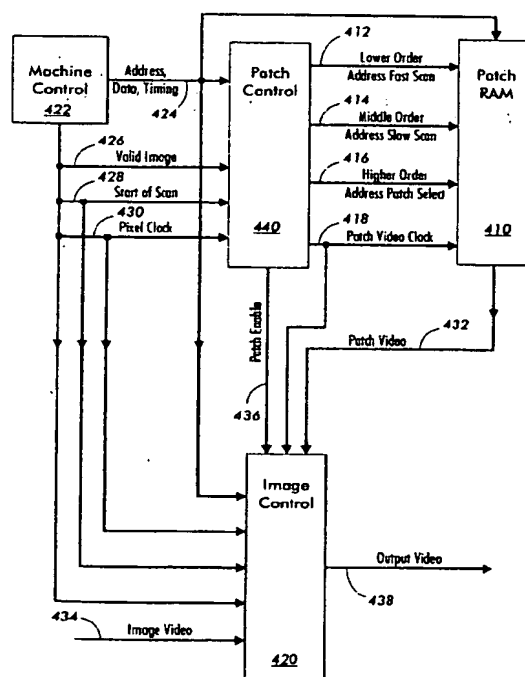 Machine
Control
422
Address,
Data, Timing
424
Patch
Control
440
412
Lower Order
Address Fast Scan
414
Middle Order
Address Slow Scan
416
Higher Order
Address Patch Select
418
Patch Video Clock
Patch
RAM
410
426
Valid Image
428
Start of Scan
430
Pixel Clock
Patch Enable
436
Patch Video
432
Image
Control
420
Output Video
438
434
Image Video